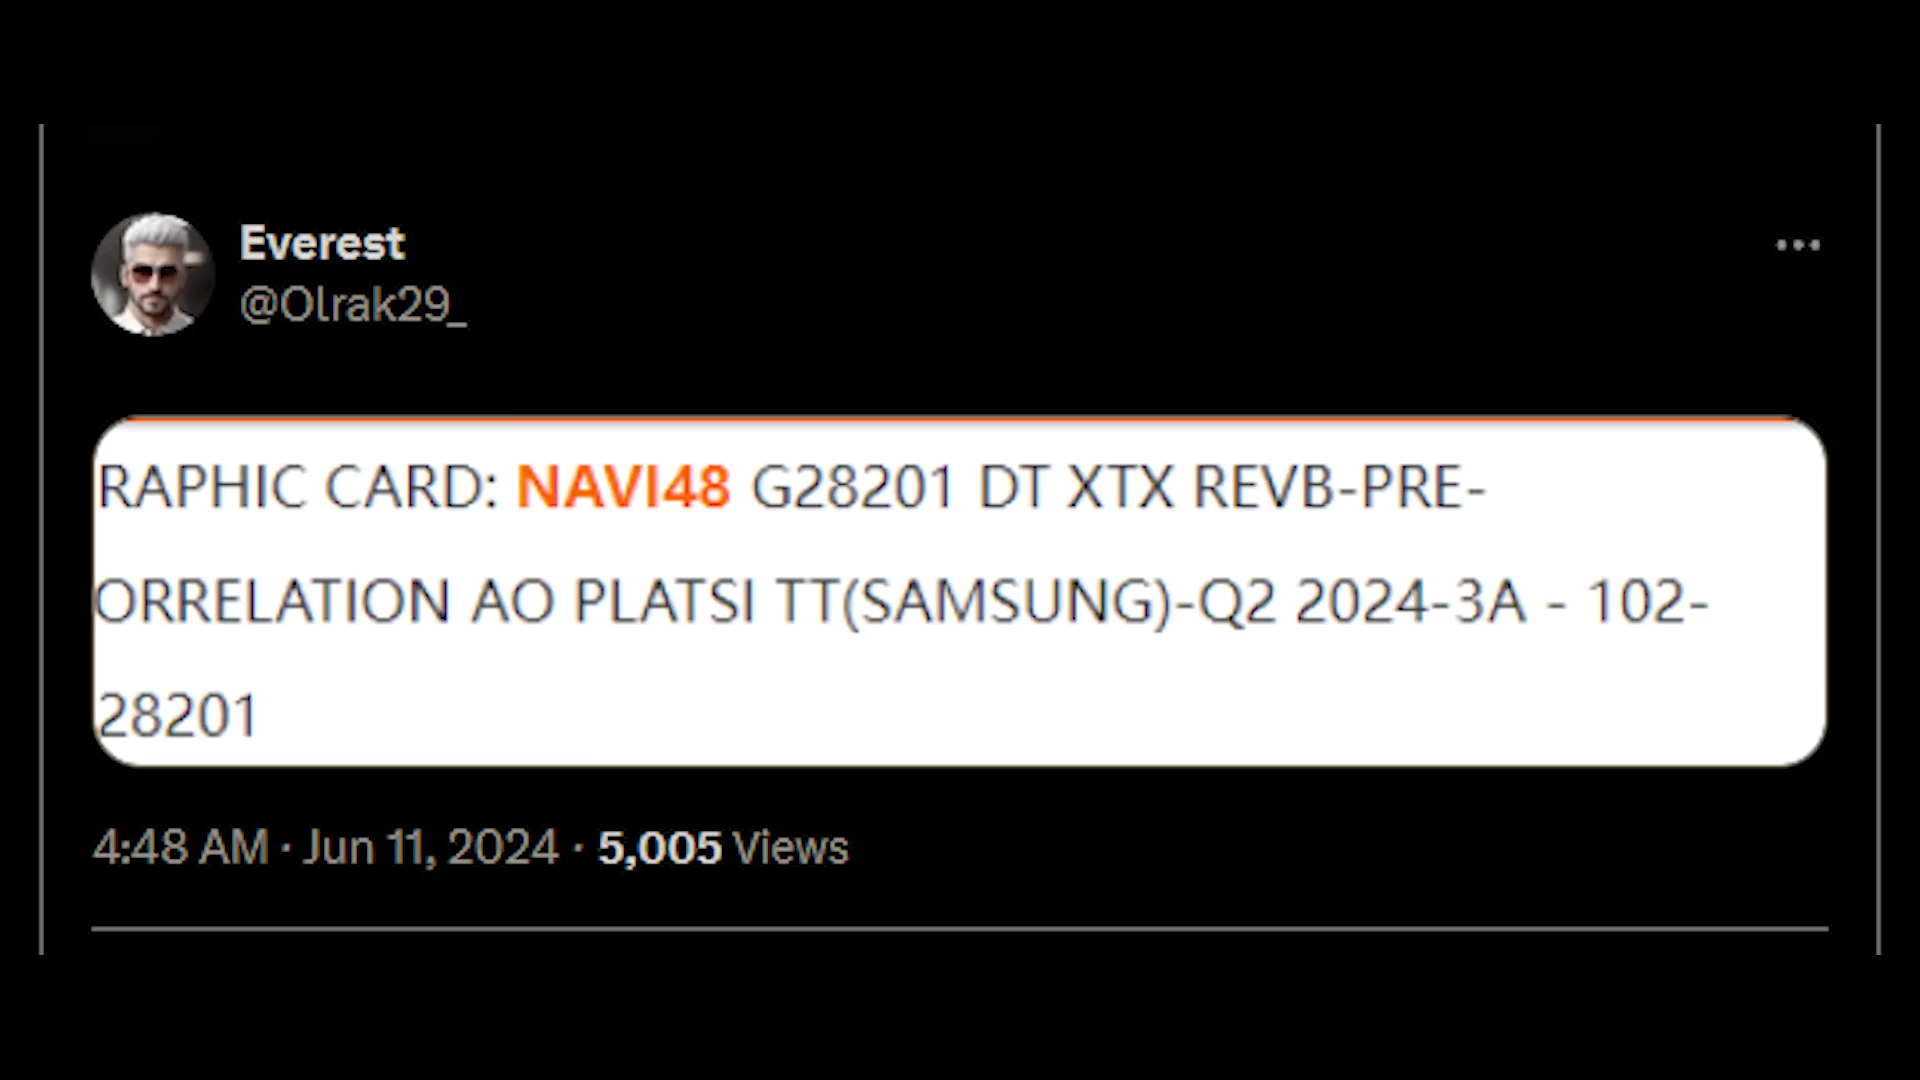 Everest
@Olrak29_
RAPHIC CARD: NAVI48 G28201 DT XTX REVB-PRE-
ORRELATION AO PLATSI TT(SAMSUNG)-Q2 2024-3A - 102-
28201
4:48 AM · Jun 11, 2024 · 5,005 Views